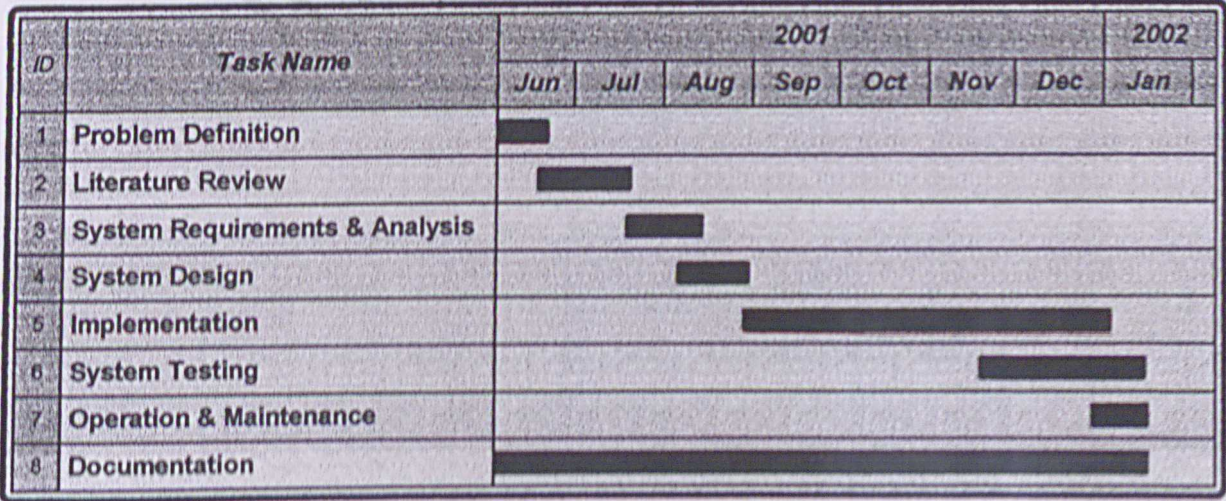 ID Task Name 2001 2002
Jun Jul Aug Sep Oct Nov Dec Jan
1 Problem Definition
2 Literature Review
3 System Requirements & Analysis
4 System Design
5 Implementation
6 System Testing
7 Operation & Maintenance
8 Documentation